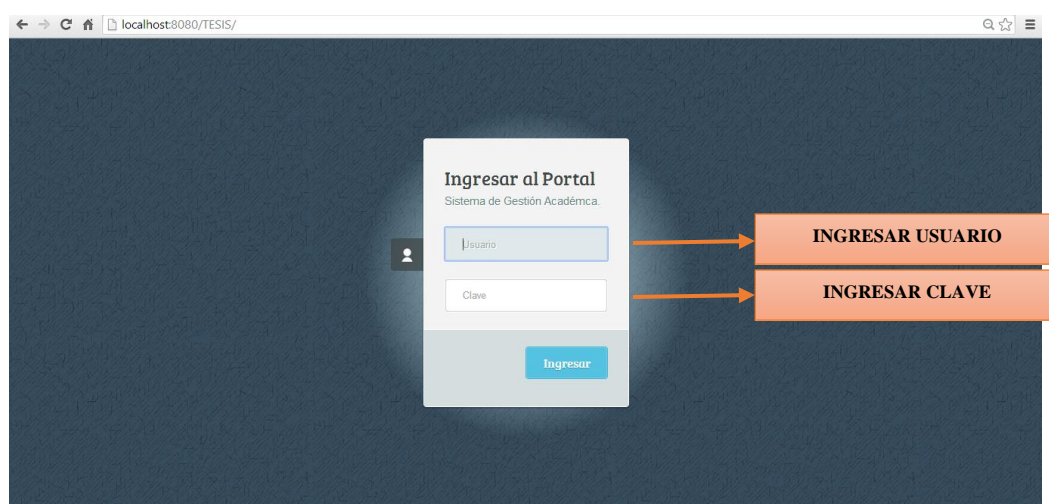 localhost:8080/TESIS/
Ingresar al Portal
Sistema de Gestión Académca.
Usuario
INGRESAR USUARIO
Clave
INGRESAR CLAVE
Ingresar